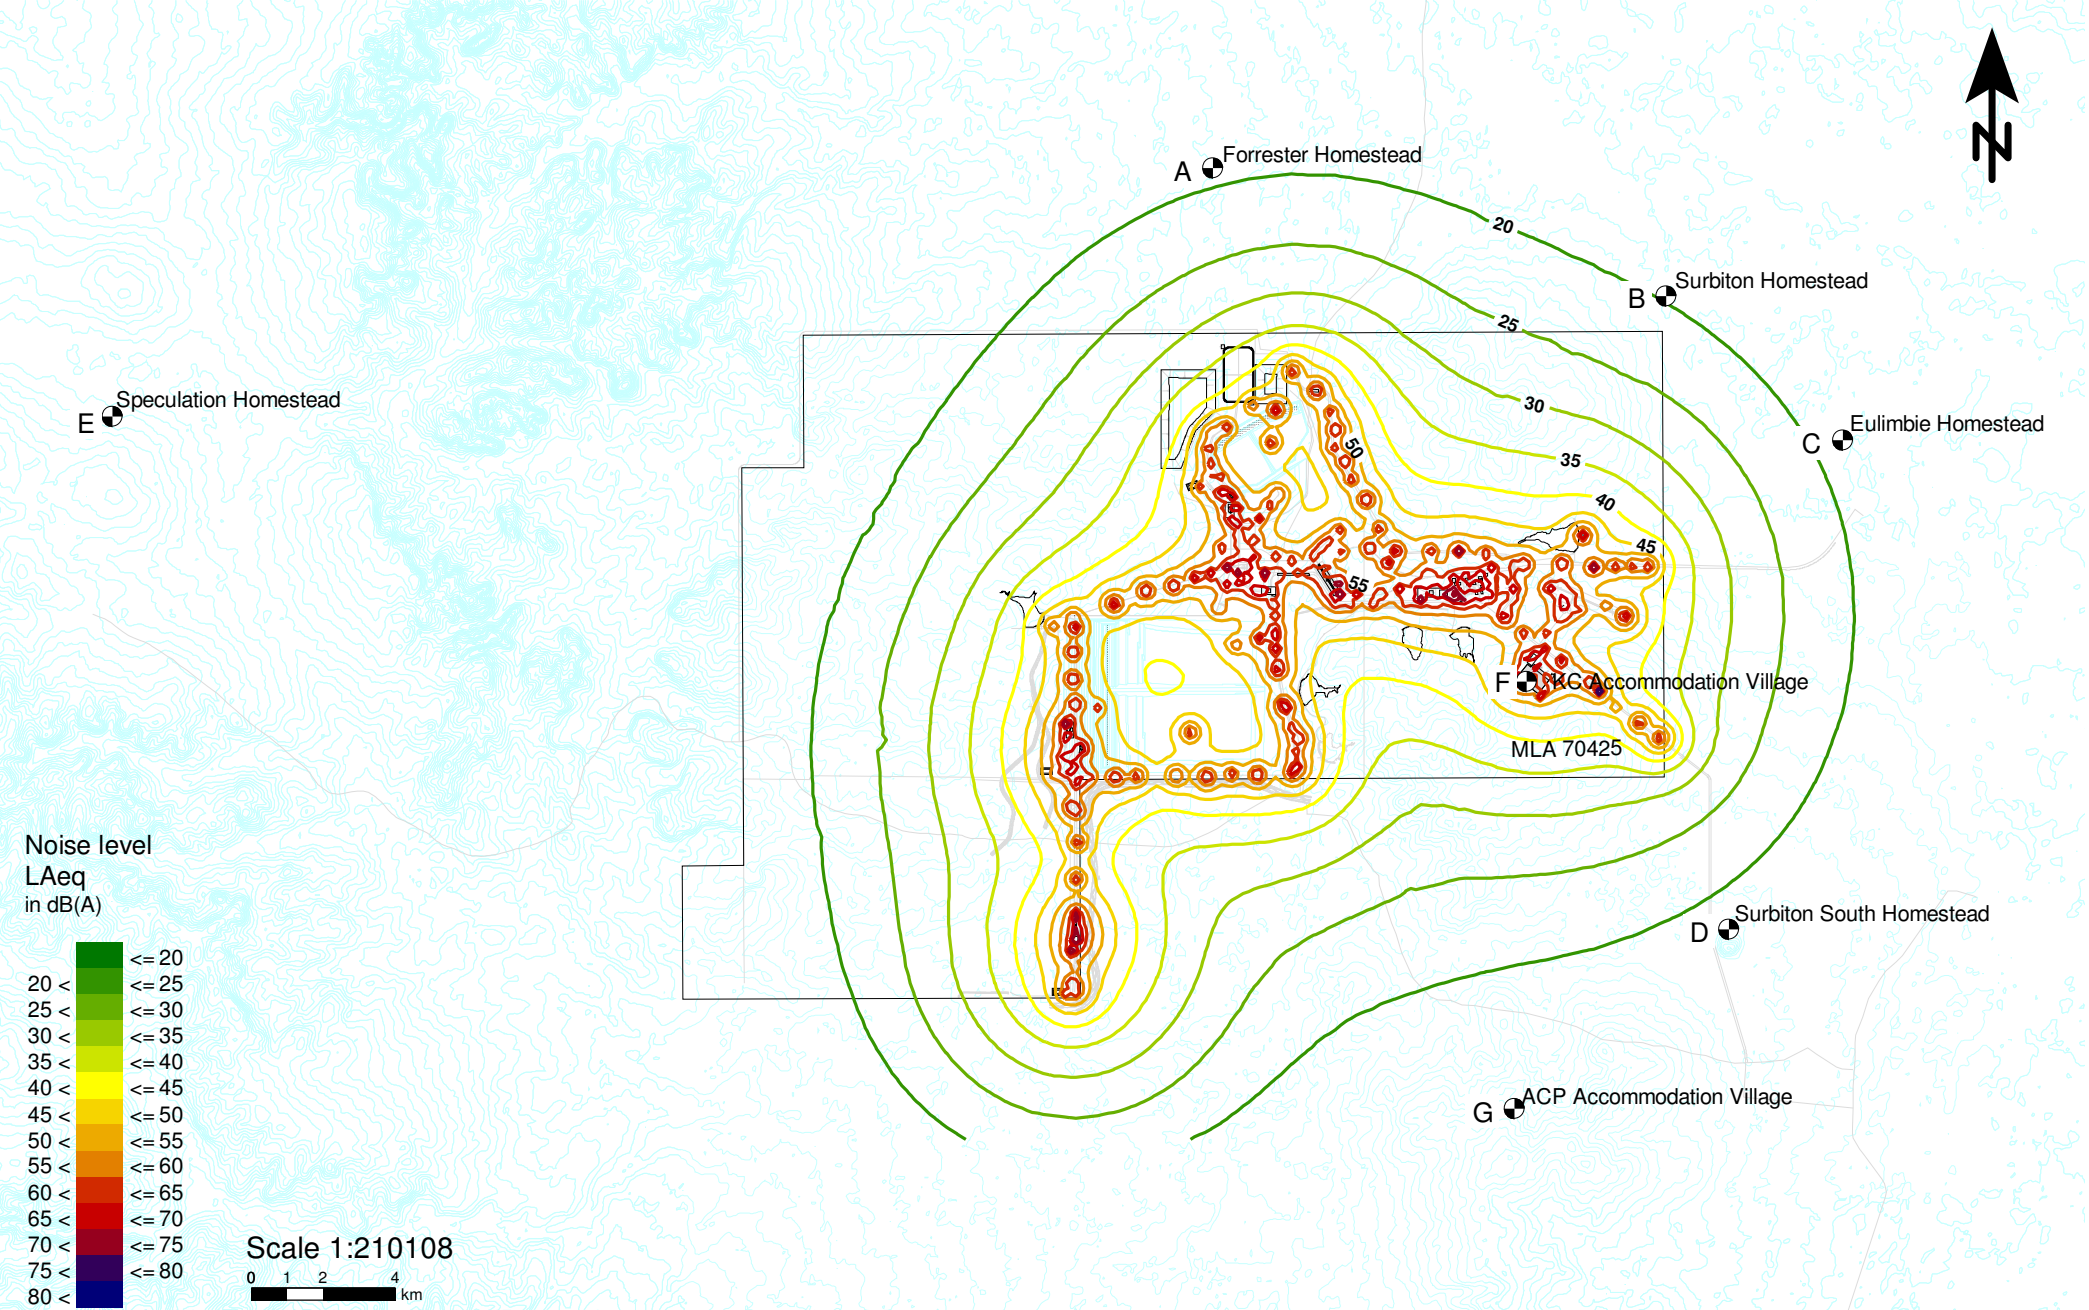 N
A
Forrester Homestead
20
B
Surbiton Homestead
25
E
Speculation Homestead
30
C
Eulimbie Homestead
50
35
40
45
55
F
KC Accommodation Village
MLA 70425
D
Surbiton South Homestead
G
ACP Accommodation Village
Noise level
LAeq
in dB(A)
<= 20
20 < <= 25
25 < <= 30
30 < <= 35
35 < <= 40
40 < <= 45
45 < <= 50
50 < <= 55
55 < <= 60
60 < <= 65
65 < <= 70
70 < <= 75
75 < <= 80
80 <
Scale 1:210108
0 1 2 4
km